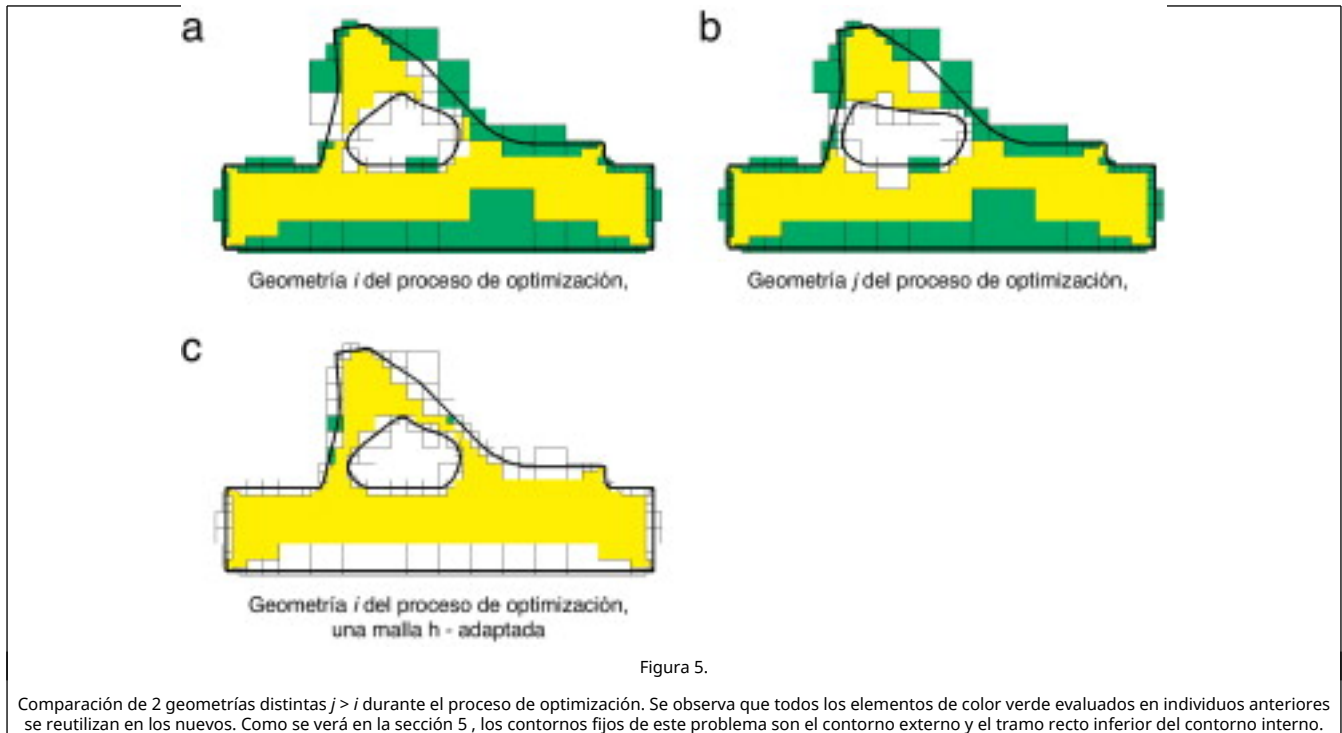 a
b
Geometría i del proceso de optimización,
Geometría j del proceso de optimización,
c
Geometría i del proceso de optimización,
una malla h - adaptada
Figura 5.
Comparación de 2 geometrías distintas j > i durante el proceso de optimización. Se observa que todos los elementos de color verde evaluados en individuos anteriores
se reutilizan en los nuevos. Como se verá en la sección 5 , los contornos fijos de este problema son el contorno externo y el tramo recto inferior del contorno interno.